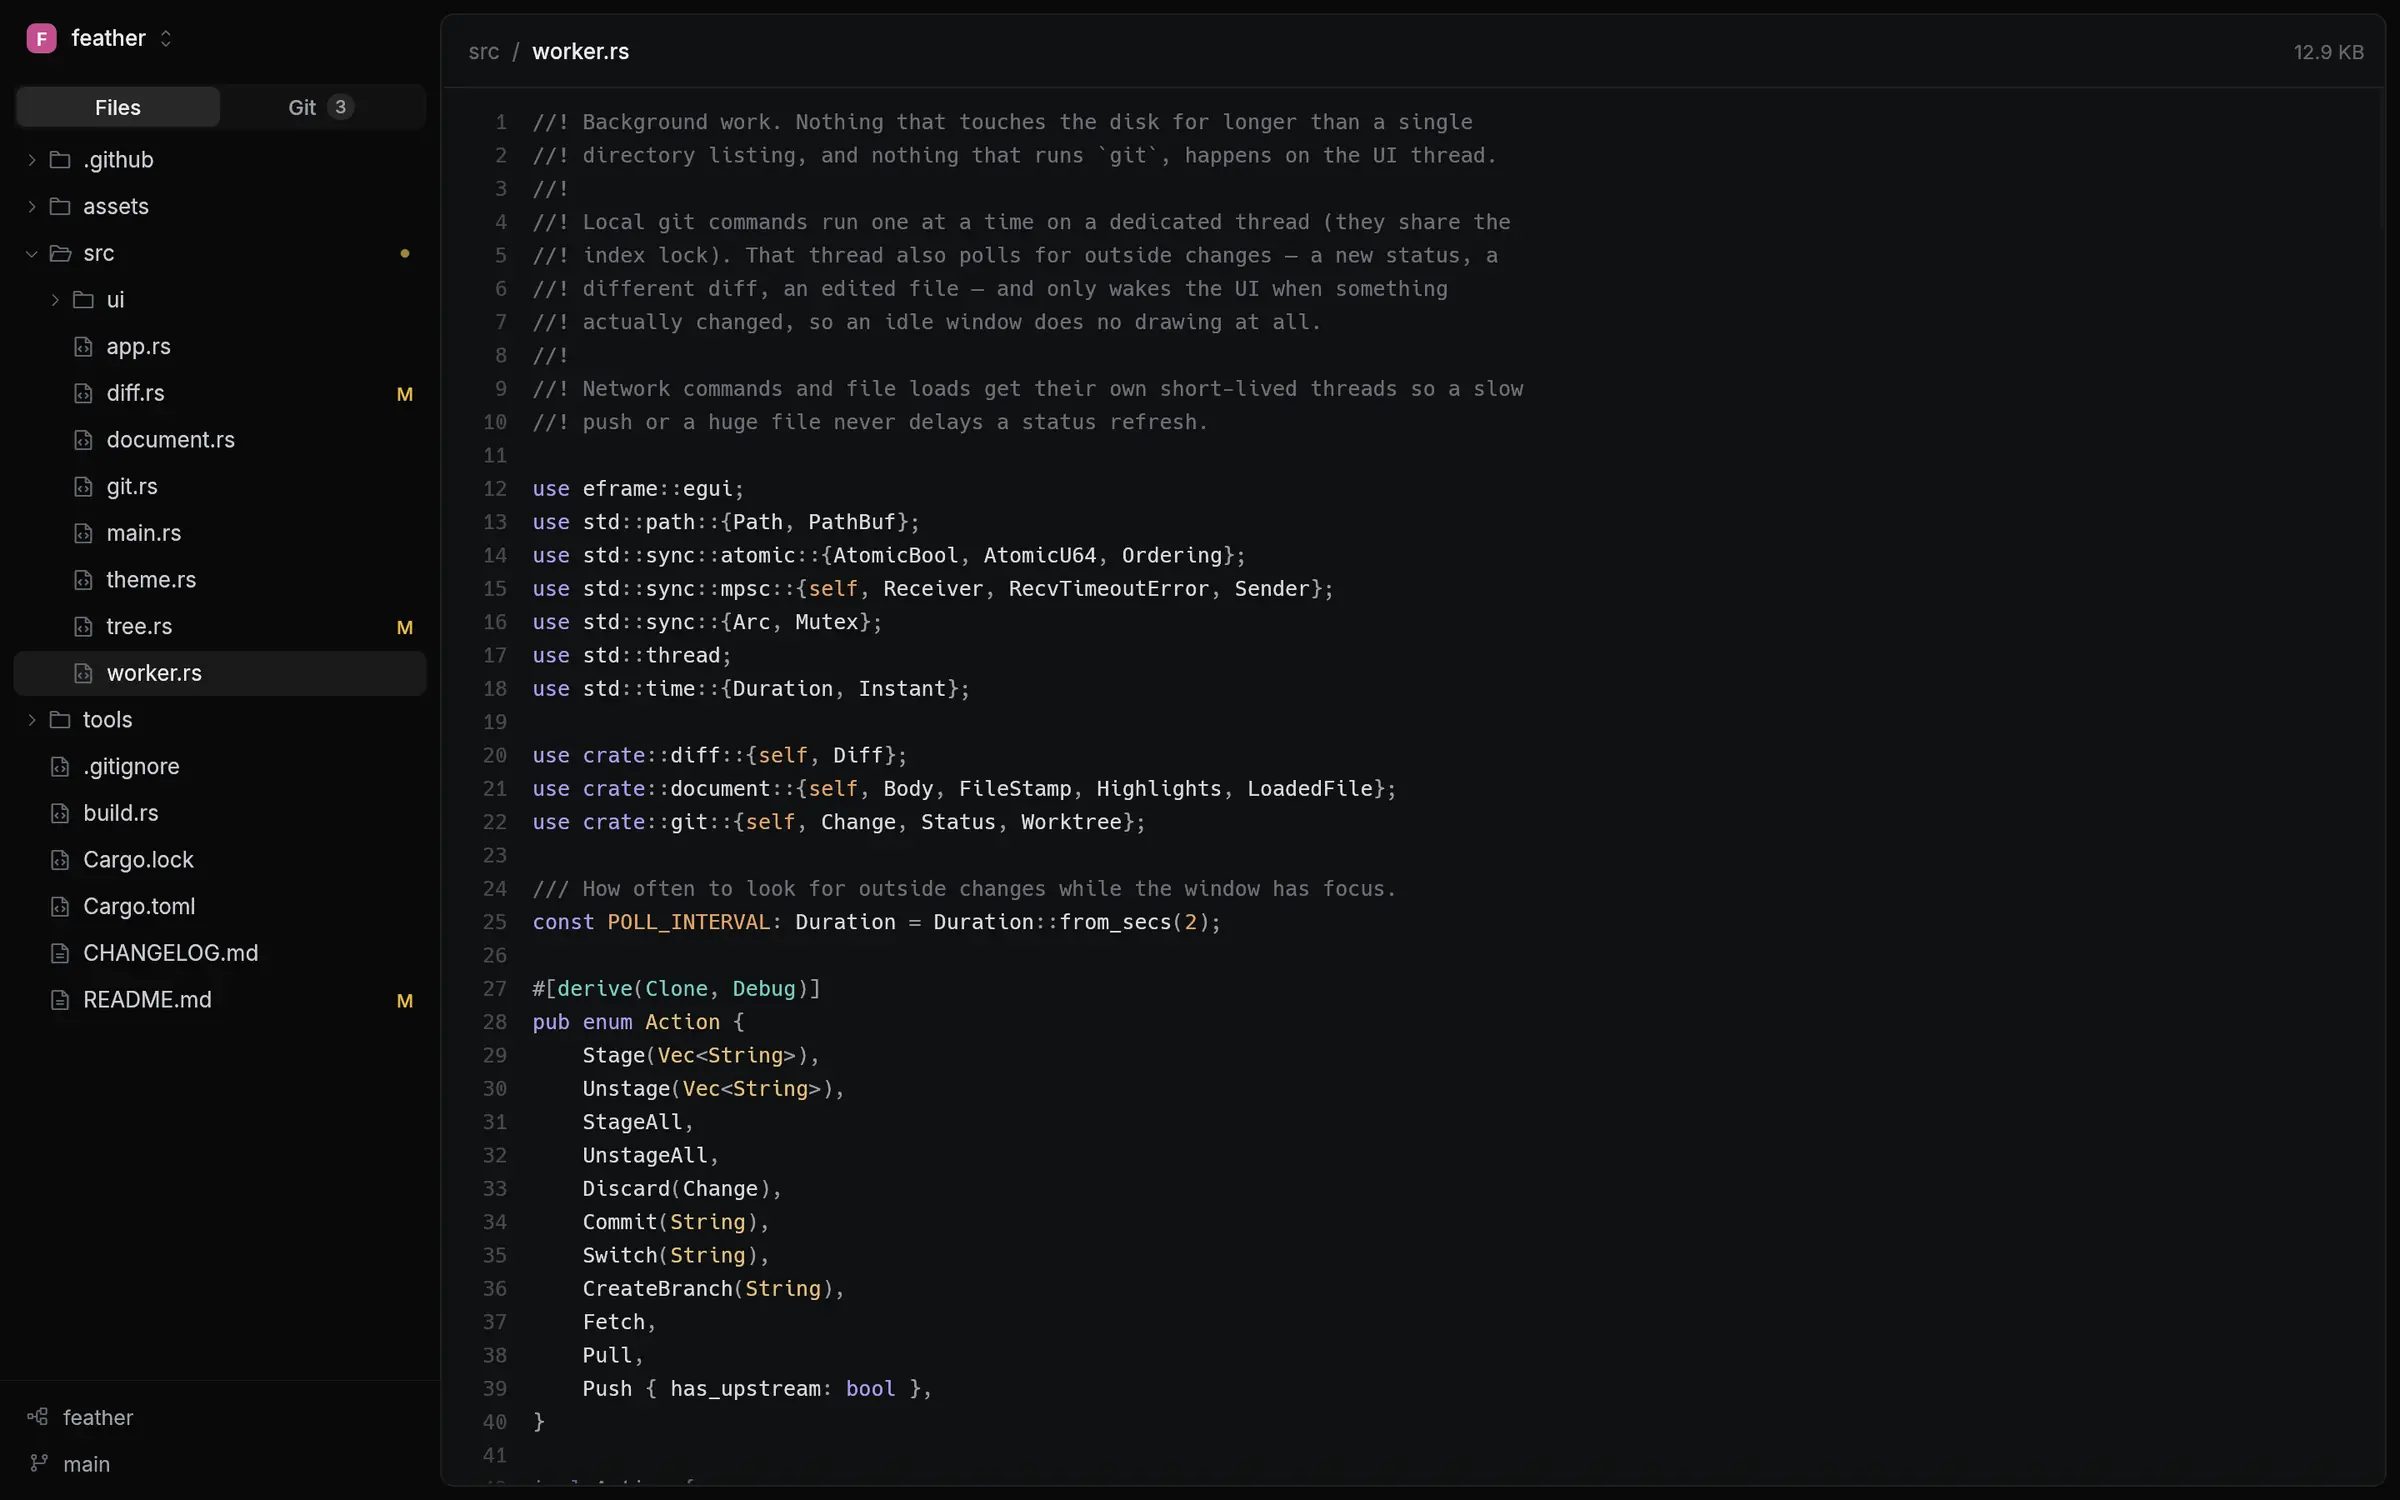 F feather
Files
Git 3
.github
assets
src
ui
app.rs
diff.rs M
document.rs
git.rs
main.rs
theme.rs
tree.rs M
worker.rs
tools
.gitignore
build.rs
Cargo.lock
Cargo.toml
CHANGELOG.md
README.md M
feather
main
src / worker.rs
12.9 KB
1 //! Background work. Nothing that touches the disk for longer than a single
2 //! directory listing, and nothing that runs `git`, happens on the UI thread.
3 //!
4 //! Local git commands run one at a time on a dedicated thread (they share the
5 //! index lock). That thread also polls for outside changes — a new status, a
6 //! different diff, an edited file — and only wakes the UI when something
7 //! actually changed, so an idle window does no drawing at all.
8 //!
9 //! Network commands and file loads get their own short-lived threads so a slow
10 //! push or a huge file never delays a status refresh.
11
12 use eframe::egui;
13 use std::path::{Path, PathBuf};
14 use std::sync::atomic::{AtomicBool, AtomicU64, Ordering};
15 use std::sync::mpsc::{self, Receiver, RecvTimeoutError, Sender};
16 use std::sync::{Arc, Mutex};
17 use std::thread;
18 use std::time::{Duration, Instant};
19
20 use crate::diff::{self, Diff};
21 use crate::document::{self, Body, FileStamp, Highlights, LoadedFile};
22 use crate::git::{self, Change, Status, Worktree};
23
24 /// How often to look for outside changes while the window has focus.
25 const POLL_INTERVAL: Duration = Duration::from_secs(2);
26
27 #[derive(Clone, Debug)]
28 pub enum Action {
29     Stage(Vec<String>),
30     Unstage(Vec<String>),
31     StageAll,
32     UnstageAll,
33     Discard(Change),
34     Commit(String),
35     Switch(String),
36     CreateBranch(String),
37     Fetch,
38     Pull,
39     Push { has_upstream: bool },
40 }
41